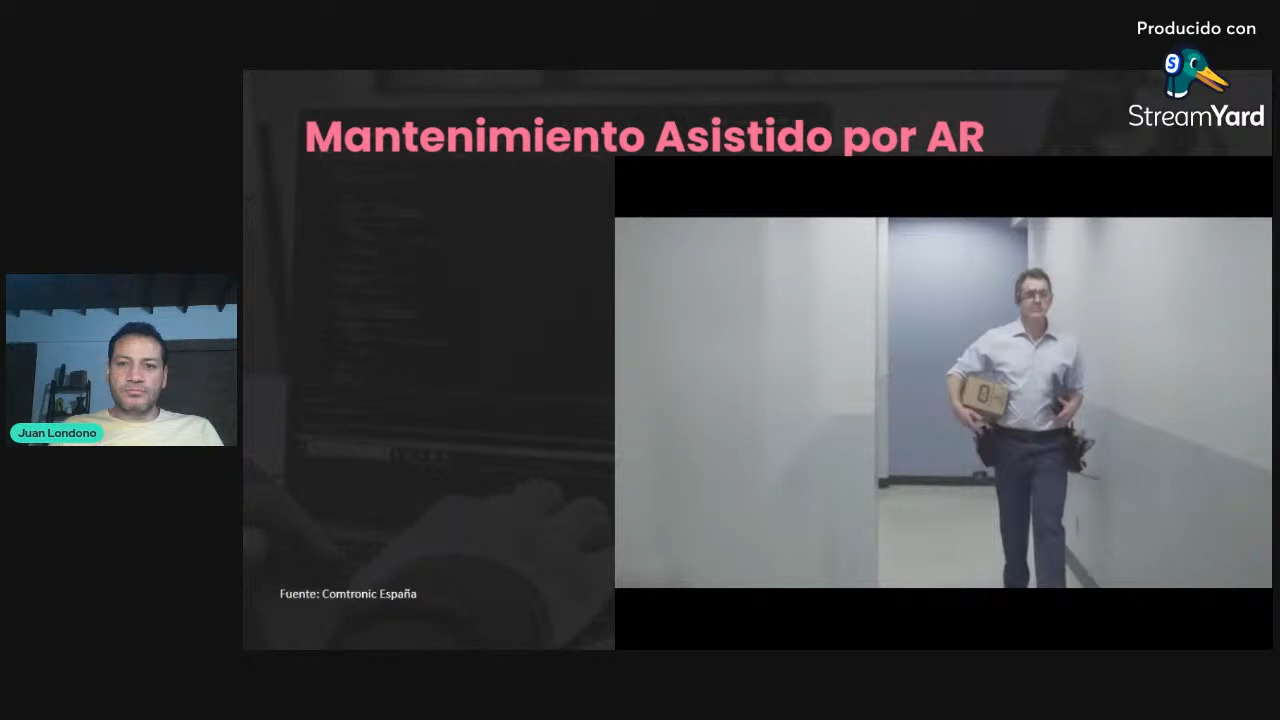 Producido con
StreamYard
Mantenimiento Asistido por AR
Juan Londono
Fuente: Comtronic España